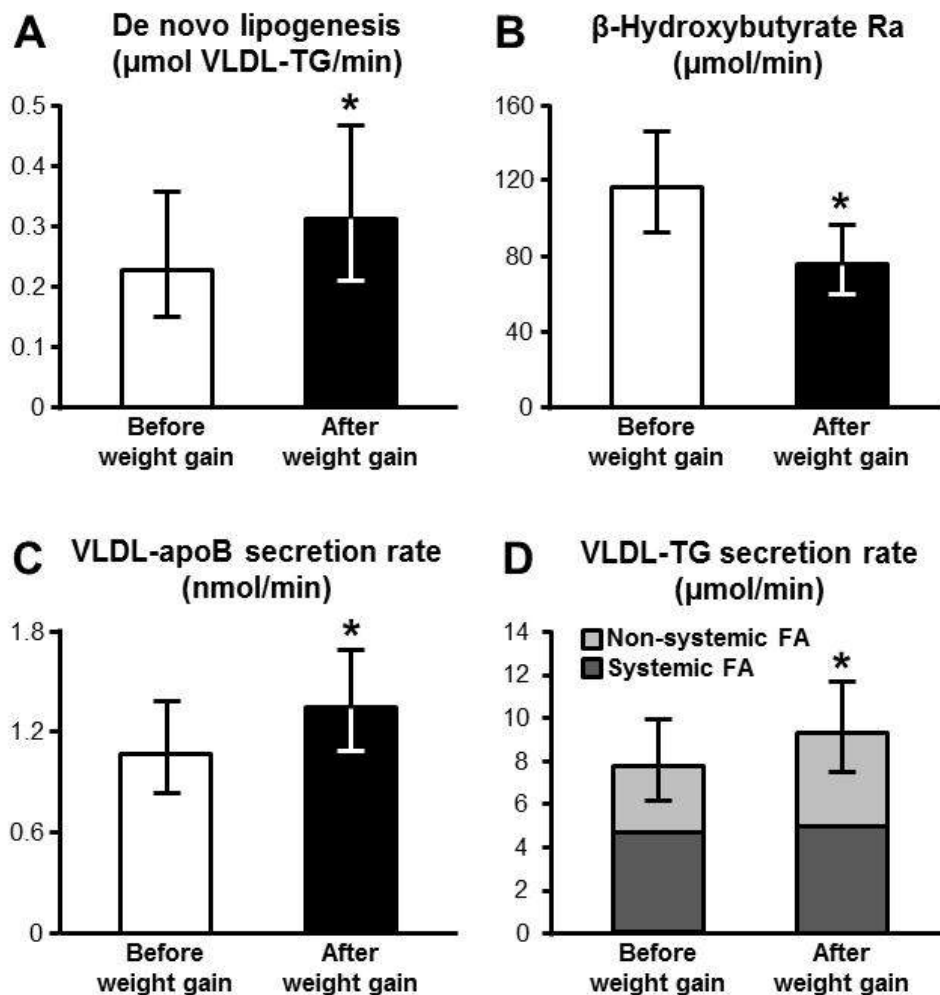 A
De novo lipogenesis
(µmol VLDL-TG/min)
0.5
0.4
0.3
0.2
0.1
0
*
Before
weight gain
After
weight gain
B
β-Hydroxybutyrate Ra
(µmol/min)
160
120
80
40
0
*
Before
weight gain
After
weight gain
C
VLDL-apoB secretion rate
(nmol/min)
1.8
1.2
0.6
0
*
Before
weight gain
After
weight gain
D
VLDL-TG secretion rate
(µmol/min)
14
12
10
8
6
4
2
0
Non-systemic FA
Systemic FA
*
Before
weight gain
After
weight gain